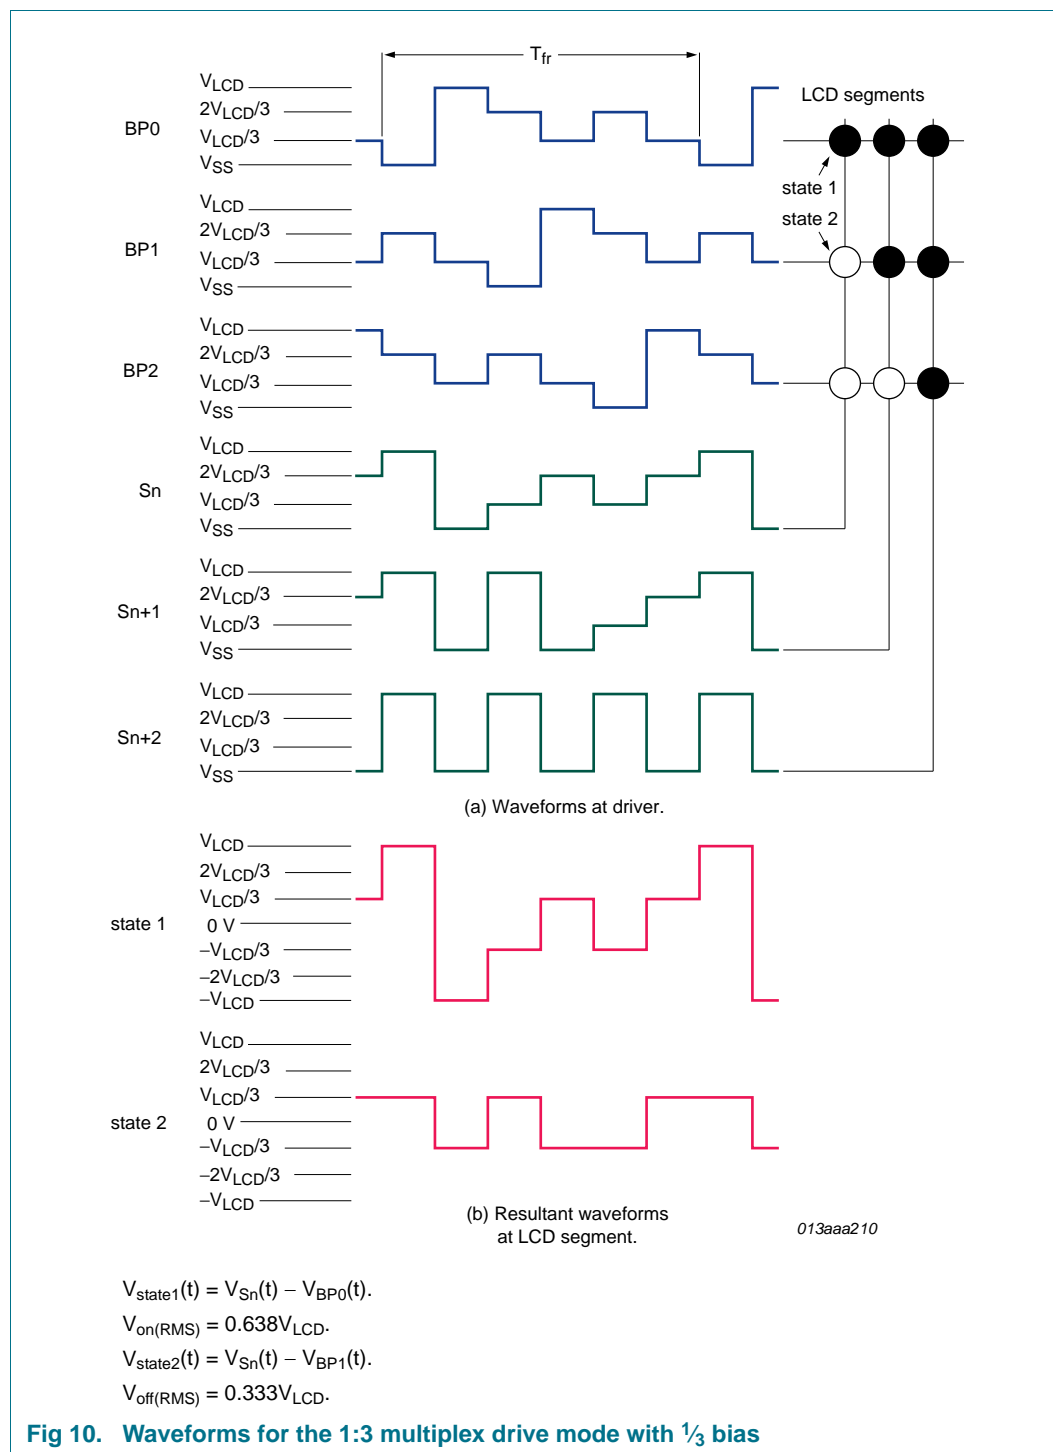 Tfr
BP0
VLCD
2VLCD/3
VLCD/3
VSS
LCD segments
state 1
BP1
VLCD
2VLCD/3
VLCD/3
VSS
state 2
BP2
VLCD
2VLCD/3
VLCD/3
VSS
Sn
VLCD
2VLCD/3
VLCD/3
VSS
Sn+1
VLCD
2VLCD/3
VLCD/3
VSS
Sn+2
VLCD
2VLCD/3
VLCD/3
VSS
(a) Waveforms at driver.
state 1
VLCD
2VLCD/3
VLCD/3
0 V
−VLCD/3
−2VLCD/3
−VLCD
state 2
VLCD
2VLCD/3
VLCD/3
0 V
−VLCD/3
−2VLCD/3
−VLCD
(b) Resultant waveforms
at LCD segment.
013aaa210
Vstate1(t) = VSn(t) − VBP0(t).
Von(RMS) = 0.638VLCD.
Vstate2(t) = VSn(t) − VBP1(t).
Voff(RMS) = 0.333VLCD.
Fig 10. Waveforms for the 1:3 multiplex drive mode with 1⁄3 bias